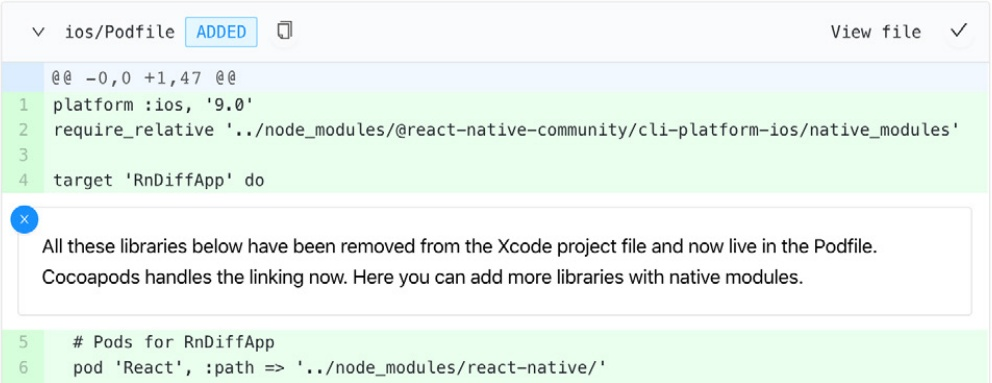 ios/Podfile ADDED View file
@@ -0,0 +1,47 @@
1 platform :ios, '9.0'
2 require_relative '../node_modules/@react-native-community/cli-platform-ios/native_modules'
3
4 target 'RnDiffApp' do
All these libraries below have been removed from the Xcode project file and now live in the Podfile.
Cocoapods handles the linking now. Here you can add more libraries with native modules.
5 # Pods for RnDiffApp
6 pod 'React', :path => '../node_modules/react-native/'